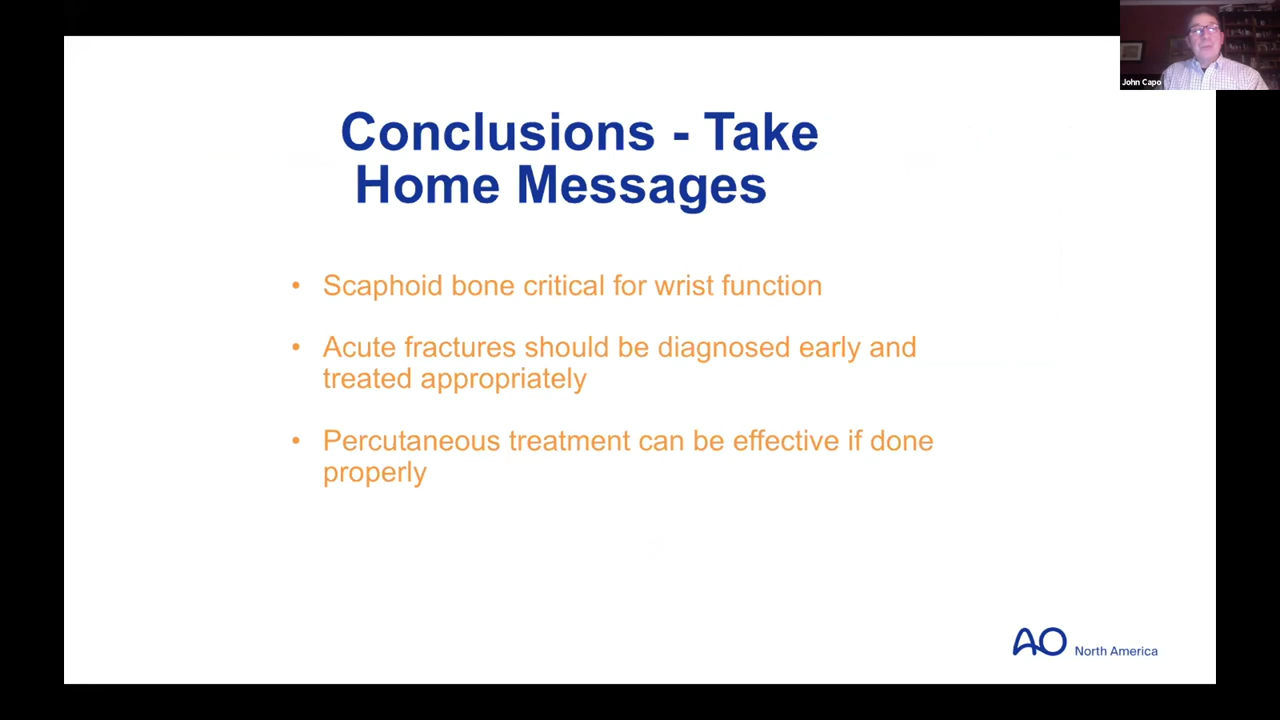 John Capo
Conclusions - Take
Home Messages
• Scaphoid bone critical for wrist function
• Acute fractures should be diagnosed early and
treated appropriately
• Percutaneous treatment can be effective if done
properly
AO North America